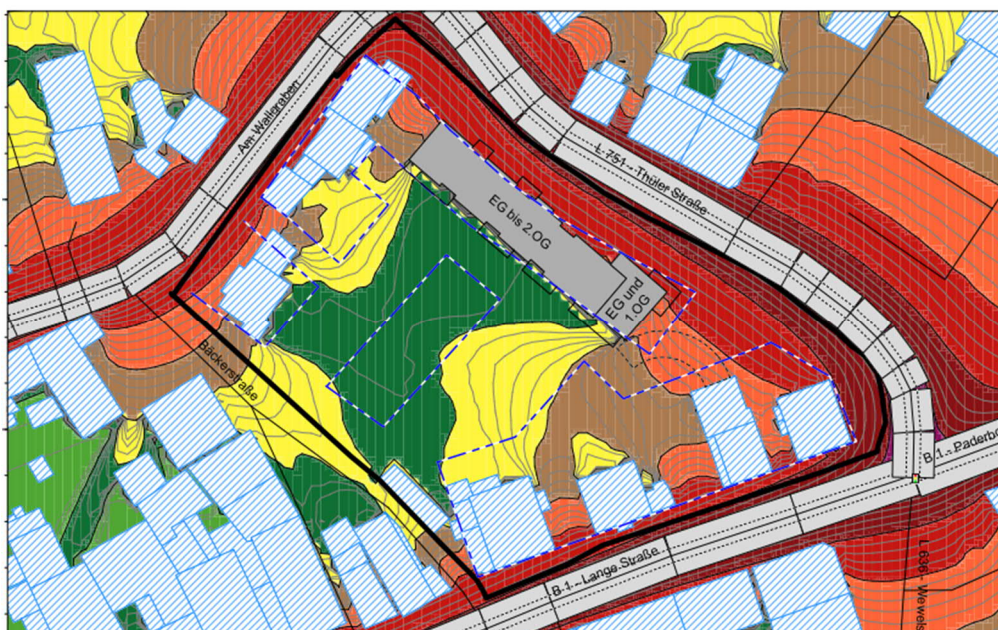 Am Wallgraben
L 751 - Thüler Straße
EG bis 2.OG
EG und
1.OG
Bäckerstraße
B 1 - Paderbo
B 1 - Lange Straße
L 636 - Wewels